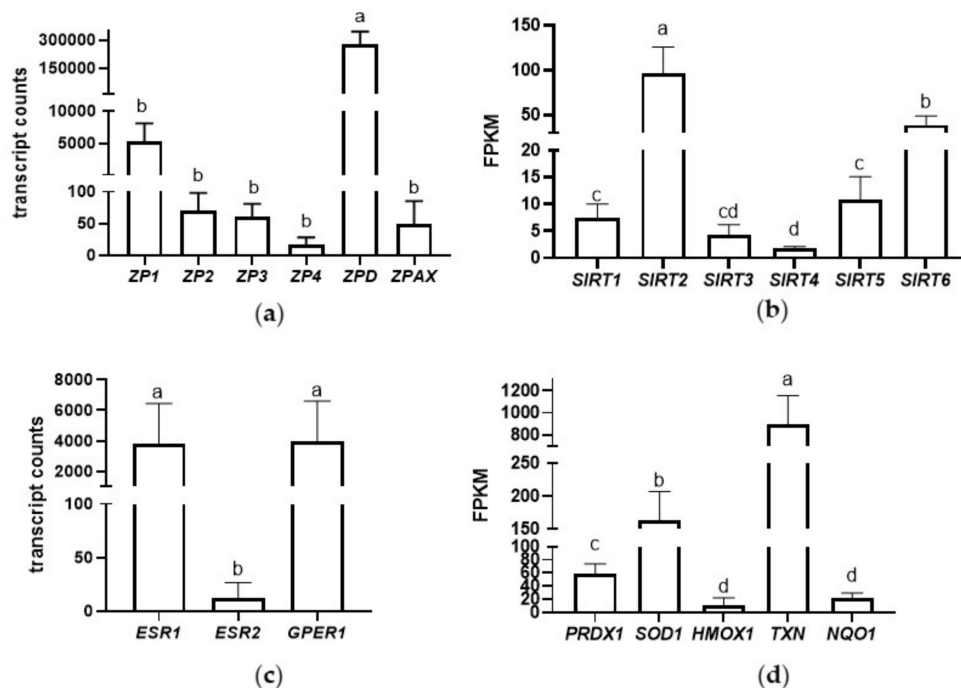 transcript counts
300000
150000
10000
5000
100
50
0
b b b b a b
ZP1 ZP2 ZP3 ZP4 ZPD ZPAX
(a)
FPKM
150
100
50
20
15
10
5
0
c a cd d c b
SIRT1 SIRT2 SIRT3 SIRT4 SIRT5 SIRT6
(b)
transcript counts
8000
6000
4000
2000
100
50
0
a b a
ESR1 ESR2 GPER1
(c)
FPKM
1200
1000
800
250
200
150
100
80
60
40
20
0
c b d a d
PRDX1 SOD1 HMOX1 TXN NQO1
(d)